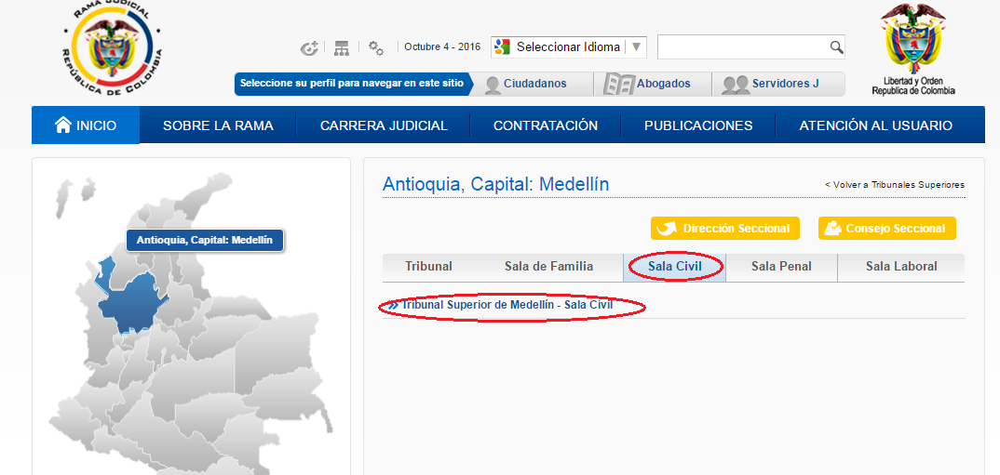 RAMA JUDICIAL
REPÚBLICA DE COLOMBIA
Octubre 4 - 2016
Seleccionar Idioma
Libertad y Orden
Republica de Colombia
Seleccione su perfil para navegar en este sitio
Ciudadanos
Abogados
Servidores J
INICIO
SOBRE LA RAMA
CARRERA JUDICIAL
CONTRATACIÓN
PUBLICACIONES
ATENCIÓN AL USUARIO
Antioquia, Capital: Medellín
< Volver a Tribunales Superiores
Antioquia, Capital: Medellín
Dirección Seccional
Consejo Seccional
Tribunal
Sala de Familia
Sala Civil
Sala Penal
Sala Laboral
Tribunal Superior de Medellín - Sala Civil